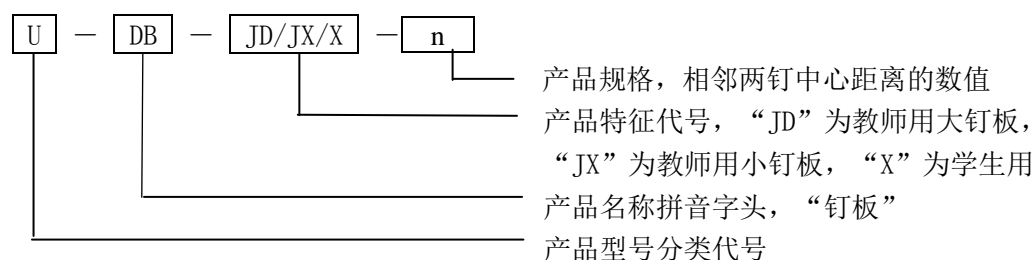 U － DB － JD/JX/X － n
产品规格，相邻两钉中心距离的数值
产品特征代号，“JD”为教师用大钉板，
“JX”为教师用小钉板，“X”为学生用
产品名称拼音字头，“钉板”
产品型号分类代号